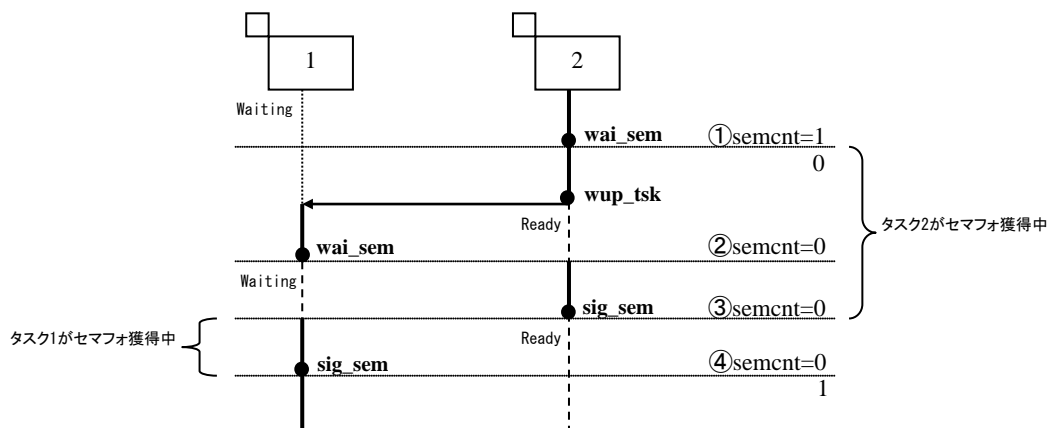 1
2
Waiting
wai_sem
①semcnt=1
0
wup_tsk
Ready
タスク2がセマフォ獲得中
wai_sem
②semcnt=0
Waiting
sig_sem
③semcnt=0
タスク1がセマフォ獲得中
Ready
sig_sem
④semcnt=0
1